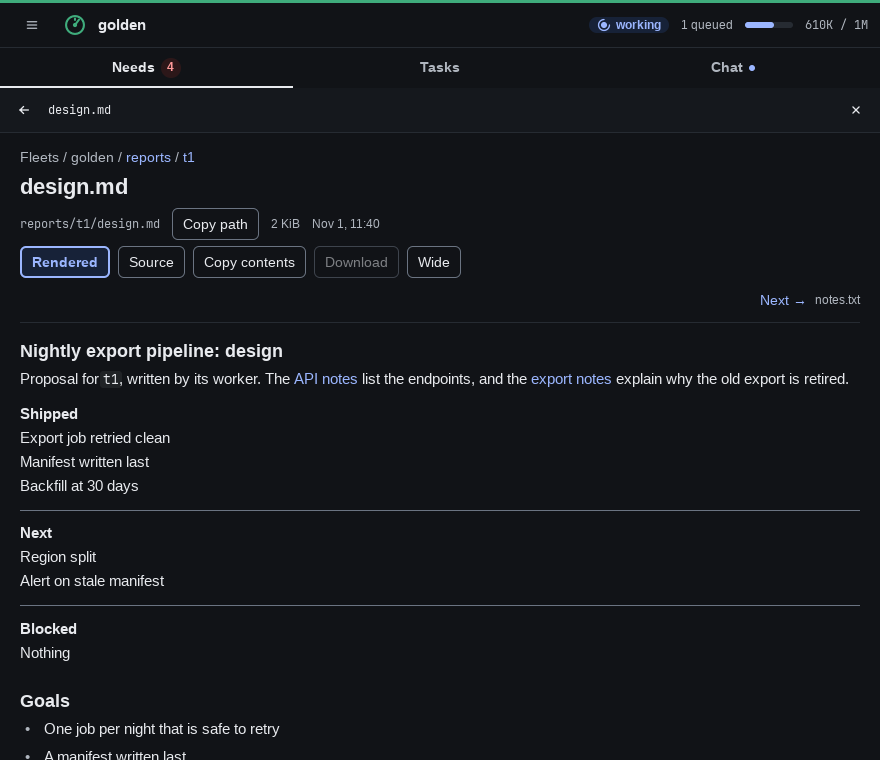 golden
working
1 queued
610K / 1M
Needs 4
Tasks
Chat
design.md
Fleets / golden / reports / t1
design.md
reports/t1/design.md
Copy path
2 KiB
Nov 1, 11:40
Rendered
Source
Copy contents
Download
Wide
Next → notes.txt
Nightly export pipeline: design
Proposal for t1, written by its worker. The API notes list the endpoints, and the export notes explain why the old export is retired.
Shipped
Export job retried clean
Manifest written last
Backfill at 30 days
Next
Region split
Alert on stale manifest
Blocked
Nothing
Goals
• One job per night that is safe to retry
• A manifest written last